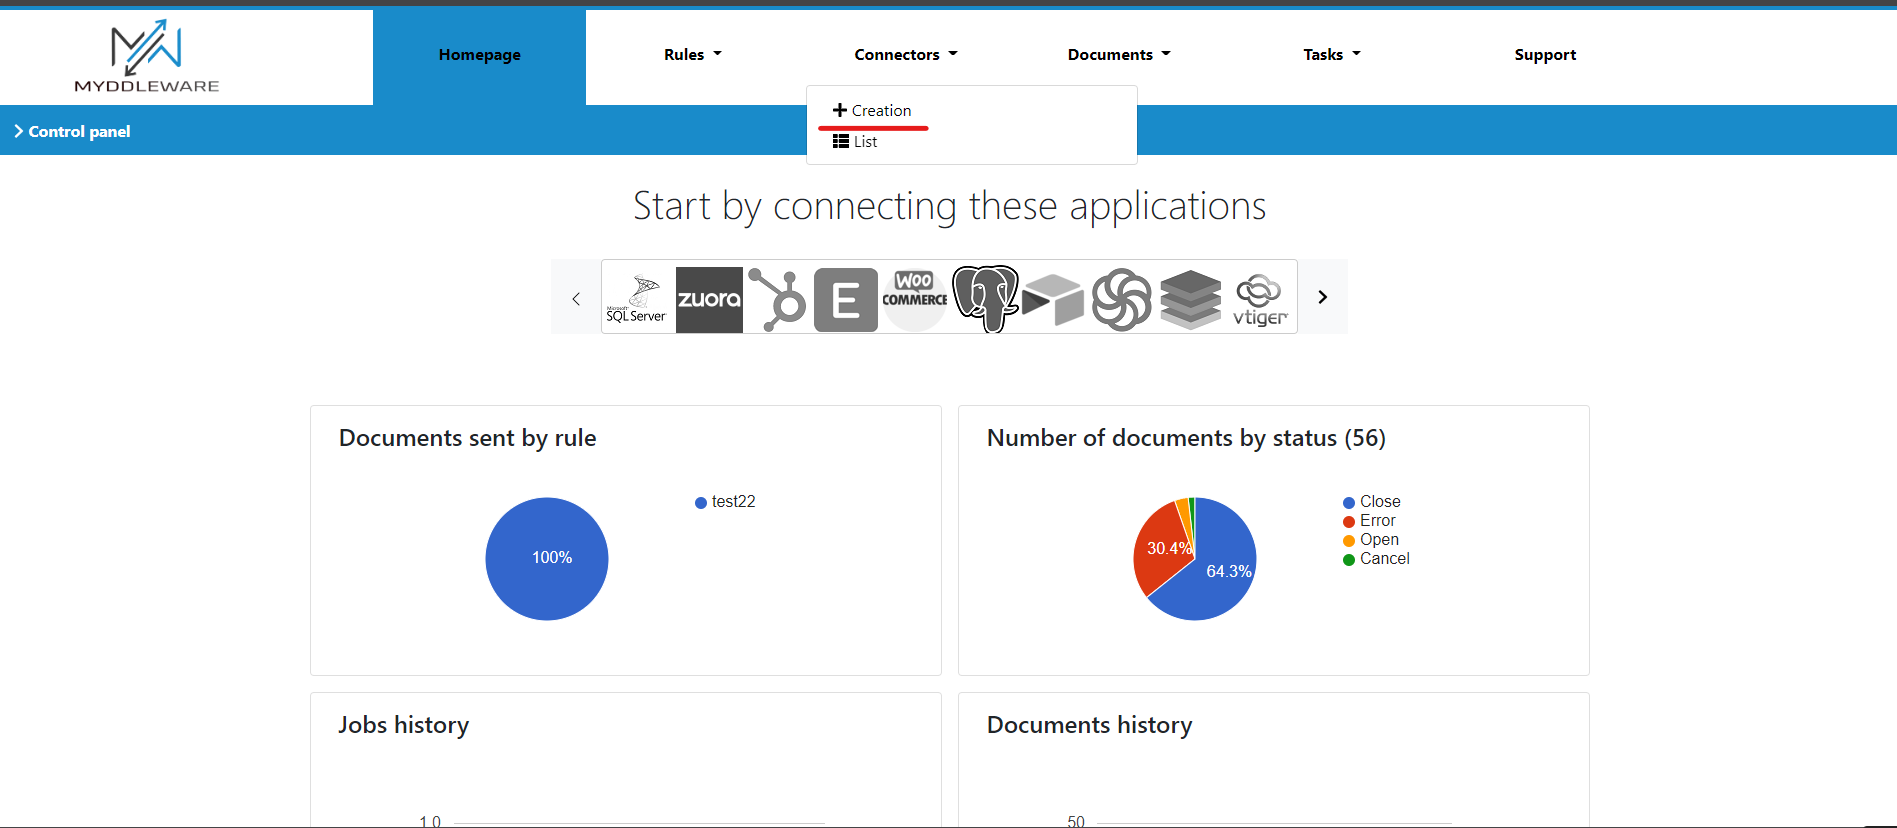 MYDDLEWARE
Homepage
Rules
Connectors
Documents
Tasks
Support
Control panel
Creation
List
Start by connecting these applications
Microsoft
SQL Server
zuora
E
WOO
COMMERCE
vtiger
Documents sent by rule
test22
100%
Number of documents by status (56)
Close
Error
Open
Cancel
30.4%
64.3%
Jobs history
1.0
Documents history
50